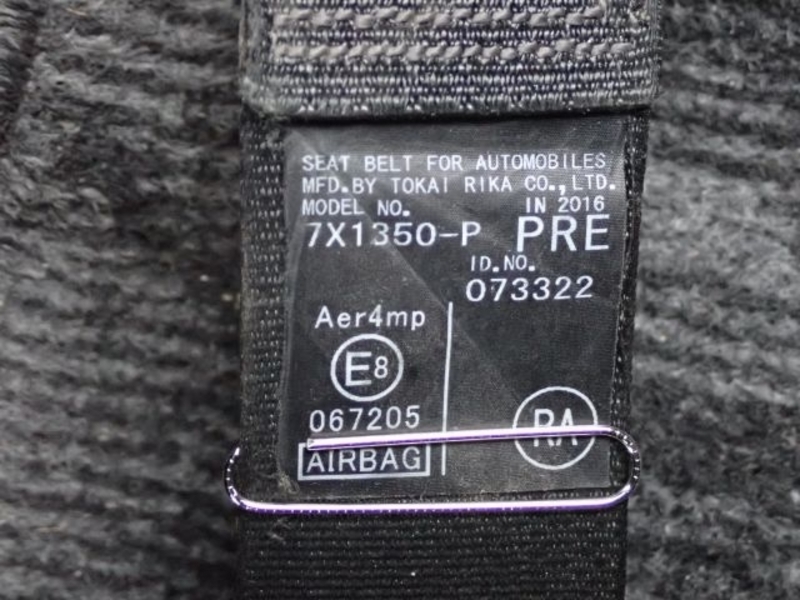 SEAT BELT FOR AUTOMOBILES
MFD.BY TOKAI RIKA CO.,LTD.
MODEL NO. IN 2016
7X1350-P PRE
ID.NO.
073322
Aer4mp
E8
067205
RA
AIRBAG